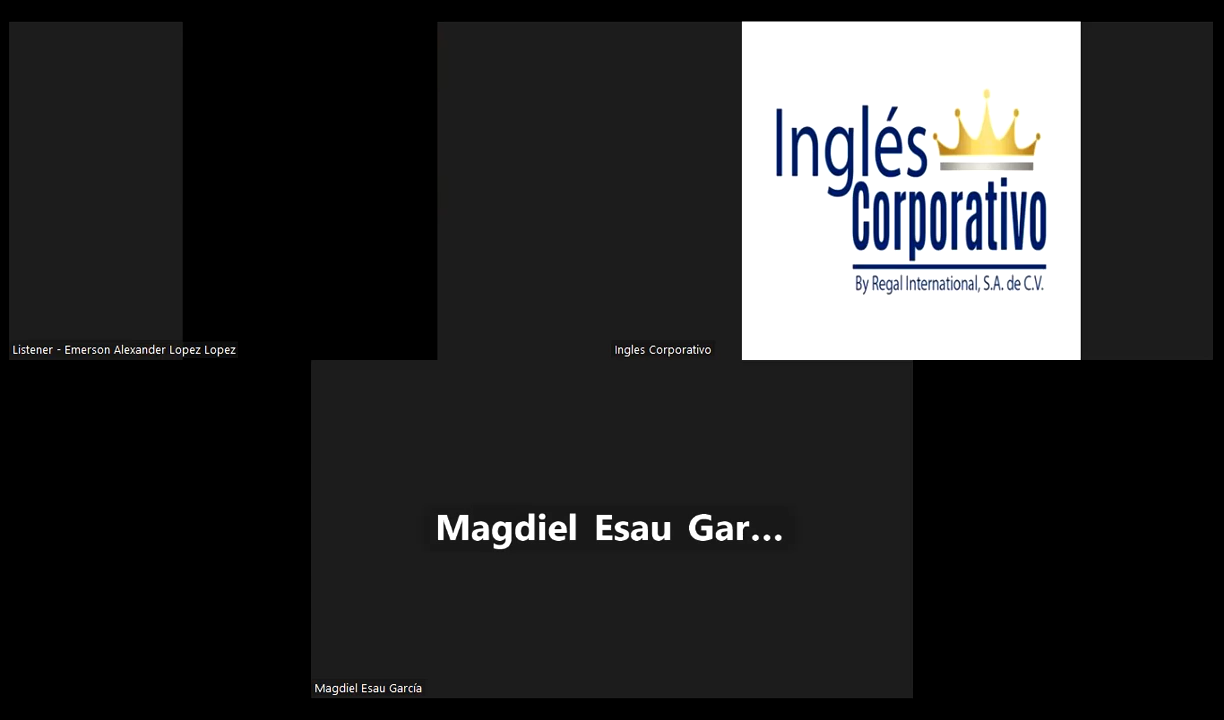 Inglés
Corporativo
By Regal International, S.A. de C.V.
Listener - Emerson Alexander Lopez Lopez
Ingles Corporativo
Magdiel Esau Gar...
Magdiel Esau García